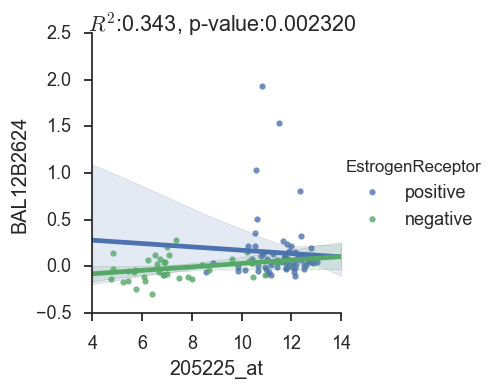 R²:0.343, p-value:0.002320
2.5
2.0
1.5
1.0
0.5
0.0
−0.5
BAL12B2624
4
6
8
10
12
14
205225_at
EstrogenReceptor
positive
negative